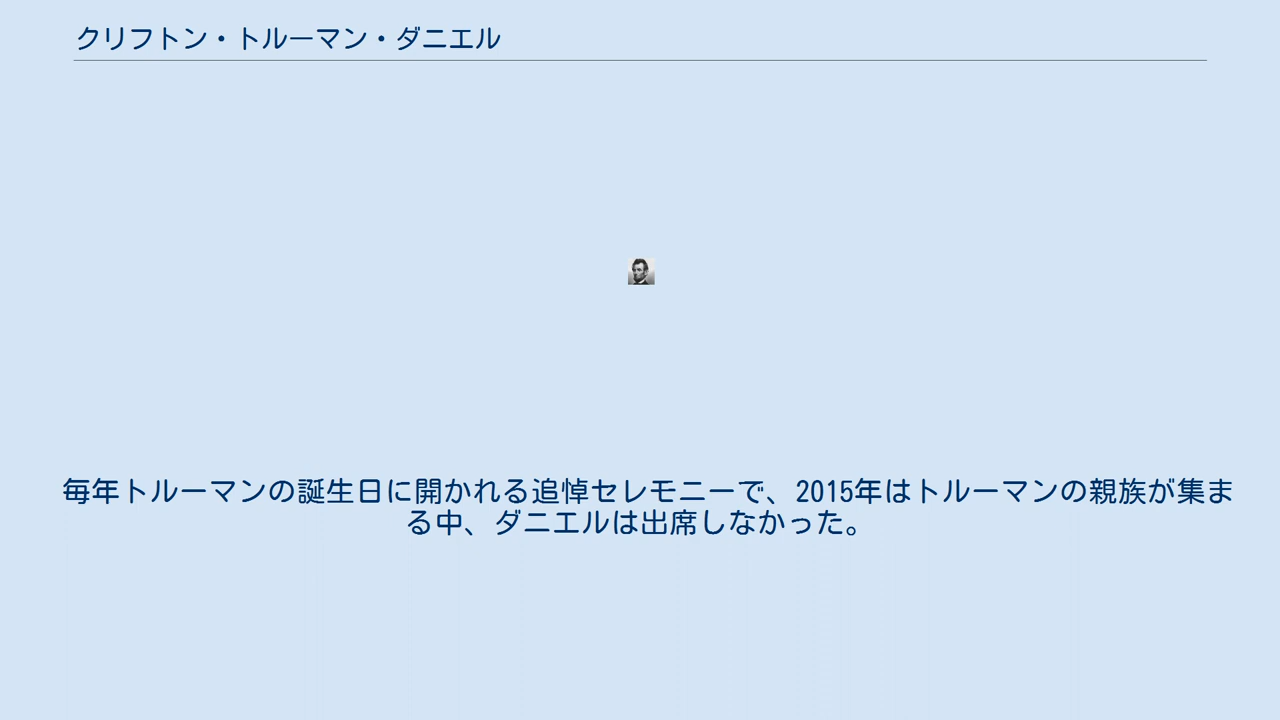 クリフトン・トルーマン・ダニエル
毎年トルーマンの誕生日に開かれる追悼セレモニーで、2015年はトルーマンの親族が集ま
る中、ダニエルは出席しなかった。